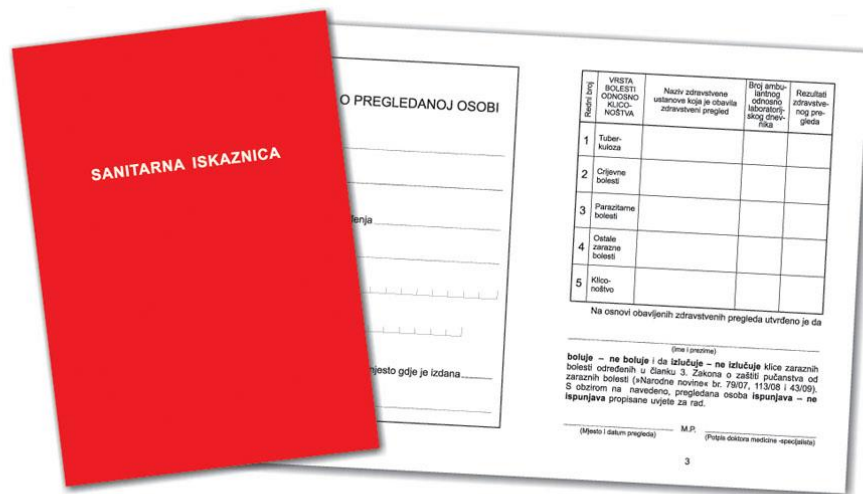 SANITARNA ISKAZNICA
O PREGLEDANOJ OSOBI
njesto gdje je izdana
Redni broj
VRSTA
BOLESTI
ODNOSNO
KLICO-
NOŠTVA
Naziv zdravstvene
ustanove koja je obavila
zdravstveni pregled
Broj ambu-
lantnog
odnosno
laboratorij-
skog dnev-
nika
Rezultati
zdravstve-
nog pre-
gleda
1 Tuber-
kuloza
2 Crijevne
bolesti
3 Parazitarne
bolesti
4 Ostale
zarazne
bolesti
5 Klico-
noštvo
Na osnovi obavljenih zdravstvenih pregleda utvrđeno je da
(ime i prezime)
boluje – ne boluje i da izlučuje – ne izlučuje klice zaraznih
bolesti određenih u članku 3. Zakona o zaštiti pučanstva od
zaraznih bolesti (»Narodne novine« br. 79/07, 113/08 i 43/09).
S obzirom na navedeno, pregledana osoba ispunjava – ne
ispunjava propisane uvjete za rad.
M.P.
(Mjesto i datum pregleda)
(Potpis doktora medicine -specijalista)
3